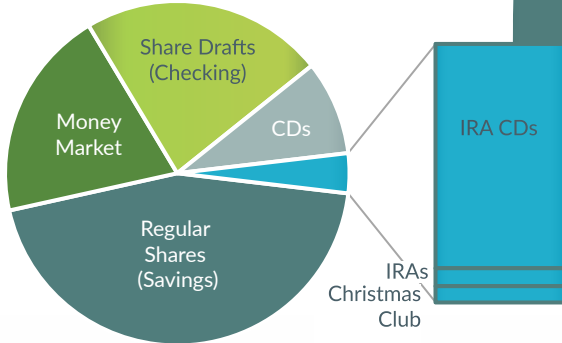 Share Drafts
(Checking)
Money
Market
CDs
IRA CDs
Regular
Shares
(Savings)
IRAs
Christmas
Club